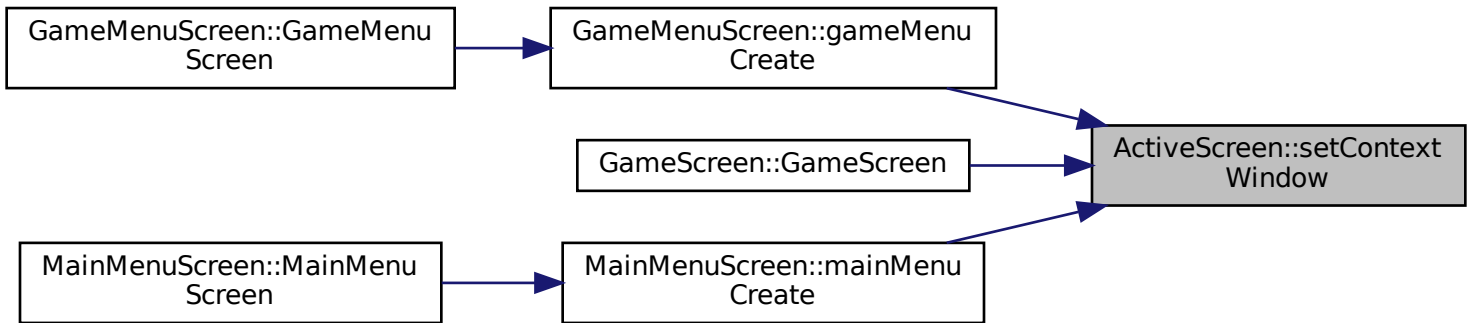 GameMenuScreen::GameMenu
Screen
GameMenuScreen::gameMenu
Create
GameScreen::GameScreen
ActiveScreen::setContext
Window
MainMenuScreen::MainMenu
Screen
MainMenuScreen::mainMenu
Create